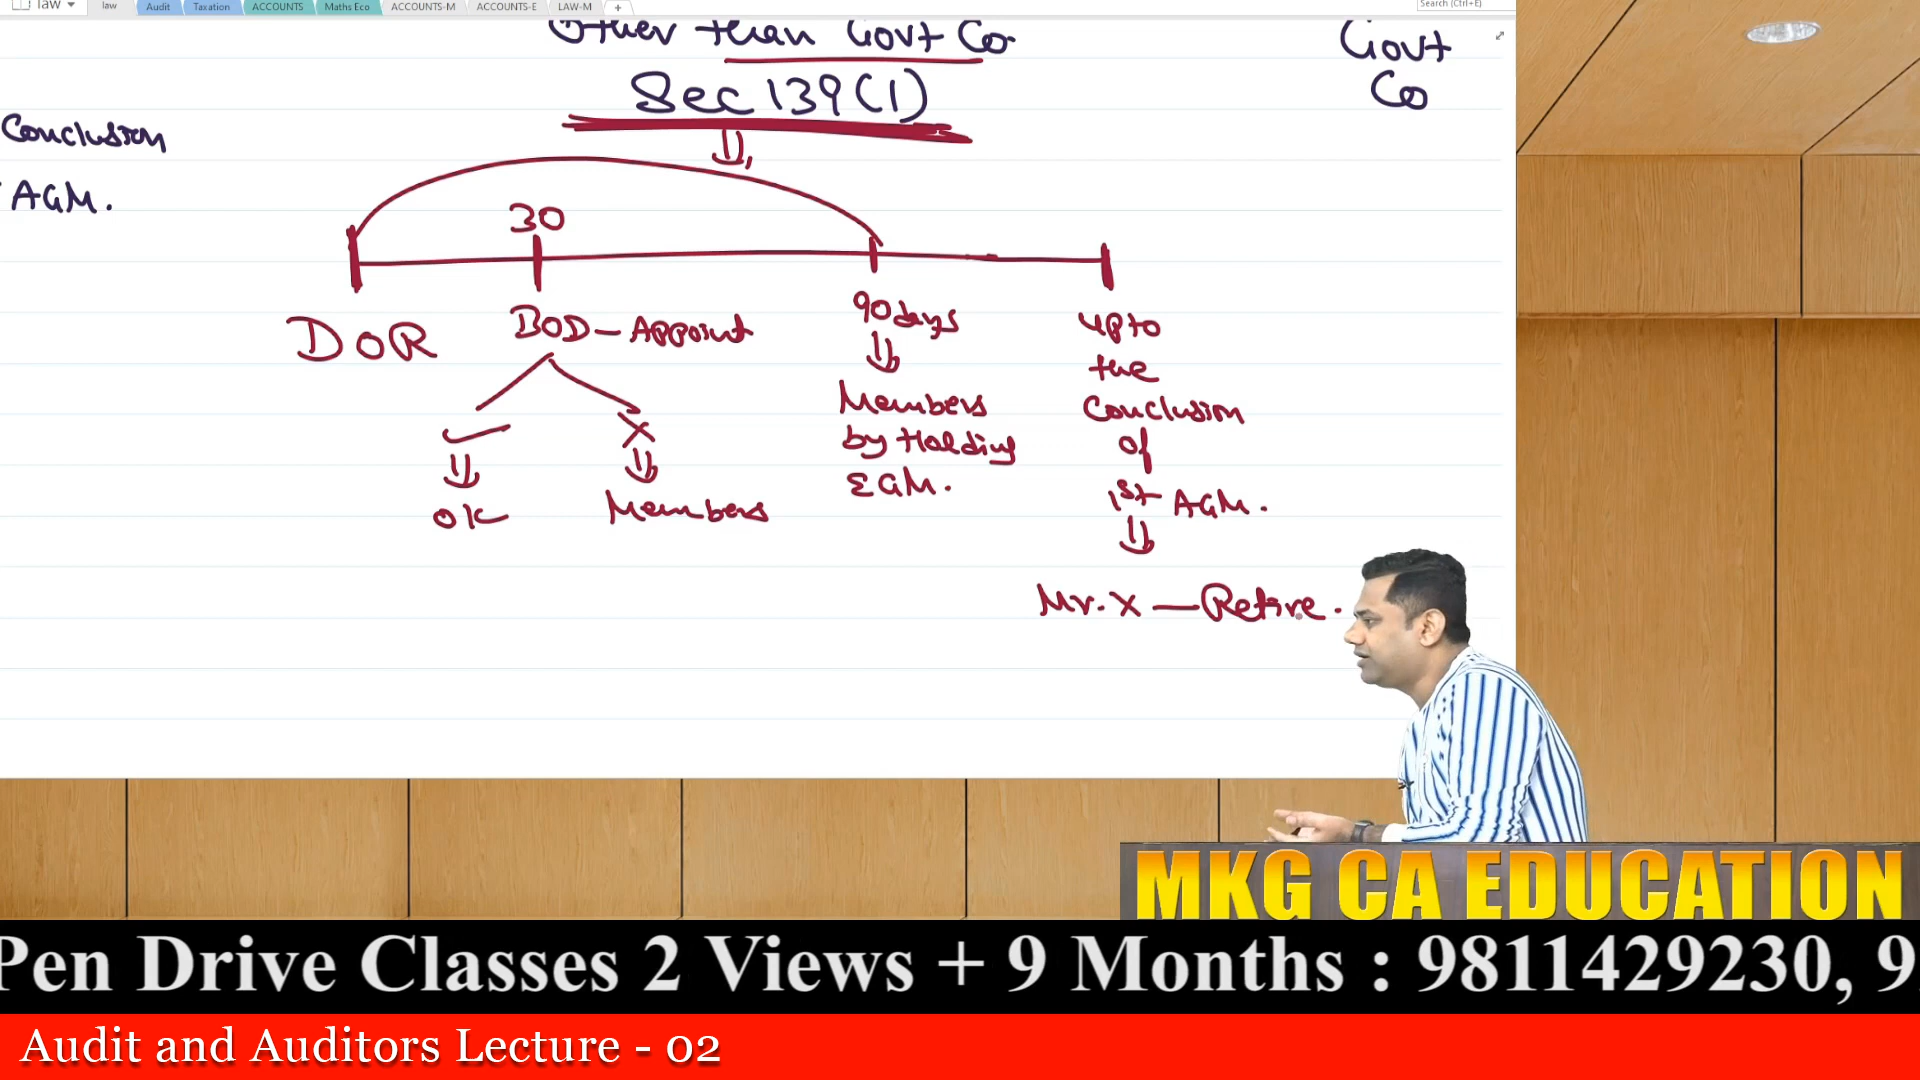 law
law Audit Taxation ACCOUNTS Maths Eco ACCOUNTS-M ACCOUNTS-E LAW-M +
Search (Ctrl+E)
Other than Govt Co
Govt
Co
Sec 139(1)
Conclusion
AGM.
30
DOR
BOD - Appoint
OK
X
Members
90 days
Members
by Holding
EGM.
upto
the
Conclusion
of
1st AGM.
Mr. X — Retire.
MKG CA EDUCATION
Pen Drive Classes 2 Views + 9 Months : 9811429230, 9
Audit and Auditors Lecture - 02